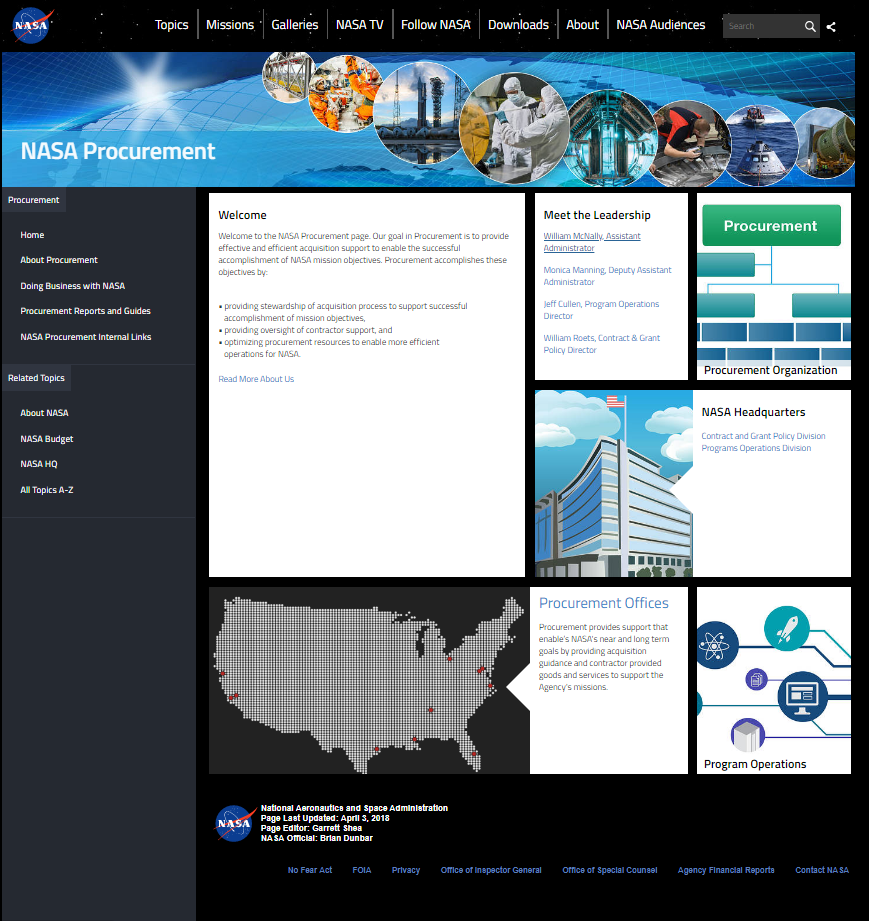 NASA
Topics
Missions
Galleries
NASA TV
Follow NASA
Downloads
About
NASA Audiences
Search
NASA Procurement
Procurement
Home
About Procurement
Doing Business with NASA
Procurement Reports and Guides
NASA Procurement Internal Links
Related Topics
About NASA
NASA Budget
NASA HQ
All Topics A-Z
Welcome
Welcome to the NASA Procurement page. Our goal in Procurement is to provide
effective and efficient acquisition support to enable the successful
accomplishment of NASA mission objectives. Procurement accomplishes these
objectives by:
• providing stewardship of acquisition process to support successful
accomplishment of mission objectives,
• providing oversight of contractor support, and
• optimizing procurement resources to enable more efficient
operations for NASA.
Read More About Us
Meet the Leadership
William McNally, Assistant
Administrator
Monica Manning, Deputy Assistant
Administrator
Jeff Cullen, Program Operations
Director
William Roets, Contract & Grant
Policy Director
Procurement
Procurement Organization
NASA Headquarters
Contract and Grant Policy Division
Programs Operations Division
Procurement Offices
Procurement provides support that
enable's NASA's near and long term
goals by providing acquisition
guidance and contractor provided
goods and services to support the
Agency's missions.
Program Operations
NASA
National Aeronautics and Space Administration
Page Last Updated: April 3, 2018
Page Editor: Garrett Shea
NASA Official: Brian Dunbar
No Fear Act
FOIA
Privacy
Office of Inspector General
Office of Special Counsel
Agency Financial Reports
Contact NASA